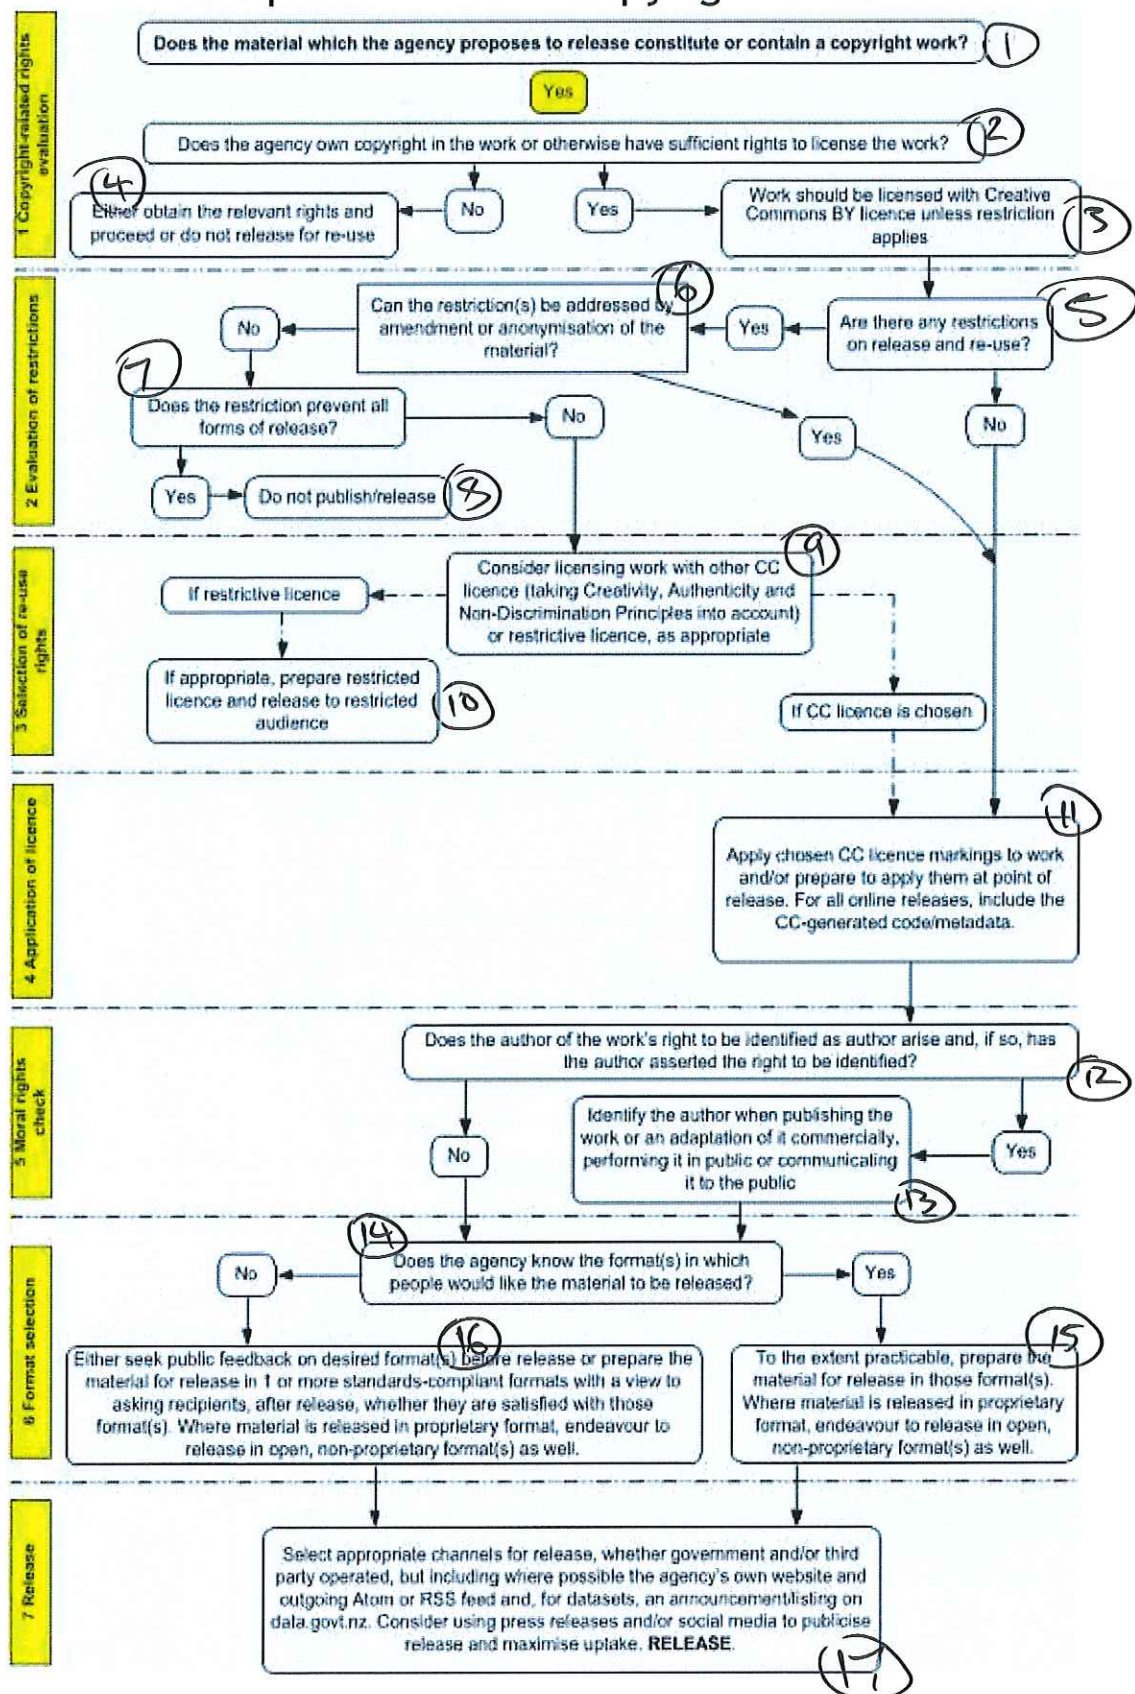 Does the material which the agency proposes to release constitute or contain a copyright work?
1
Yes
1 Copyright-related rights
evaluation
Does the agency own copyright in the work or otherwise have sufficient rights to license the work?
2
4
Either obtain the relevant rights and
proceed or do not release for re-use
No
Yes
Work should be licensed with Creative
Commons BY licence unless restriction
applies
3
2 Evaluation of restrictions
No
Can the restriction(s) be addressed by
amendment or anonymisation of the
material?
6
Yes
Are there any restrictions
on release and re-use?
5
7
Does the restriction prevent all
forms of release?
No
Yes
No
Yes
Do not publish/release
8
3 Selection of re-use
rights
If restrictive licence
Consider licensing work with other CC
licence (taking Creativity, Authenticity and
Non-Discrimination Principles into account)
or restrictive licence, as appropriate
9
If appropriate, prepare restricted
licence and release to restricted
audience
10
If CC licence is chosen
4 Application of licence
11
Apply chosen CC licence markings to work
and/or prepare to apply them at point of
release. For all online releases, include the
CC-generated code/metadata.
5 Moral rights
check
Does the author of the work's right to be identified as author arise and, if so, has
the author asserted the right to be identified?
12
No
Identify the author when publishing the
work or an adaptation of it commercially,
performing it in public or communicating
it to the public
13
Yes
6 Format selection
14
No
Does the agency know the format(s) in which
people would like the material to be released?
Yes
16
Either seek public feedback on desired format(s) before release or prepare the
material for release in 1 or more standards-compliant formats with a view to
asking recipients, after release, whether they are satisfied with those
format(s). Where material is released in proprietary format, endeavour to
release in open, non-proprietary format(s) as well.
15
To the extent practicable, prepare the
material for release in those format(s).
Where material is released in proprietary
format, endeavour to release in open,
non-proprietary format(s) as well.
7 Release
Select appropriate channels for release, whether government and/or third
party operated, but including where possible the agency's own website and
outgoing Atom or RSS feed and, for datasets, an announcement/listing on
data.govt.nz. Consider using press releases and/or social media to publicise
release and maximise uptake. RELEASE.
17